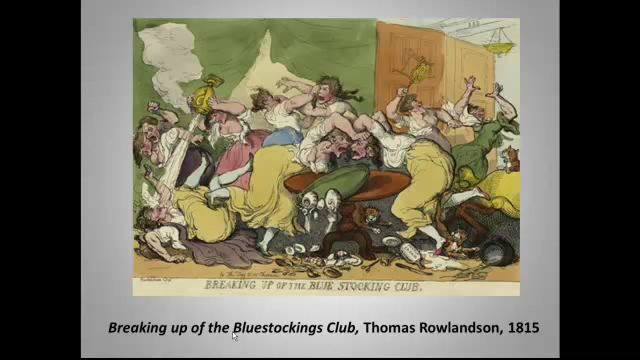 BREAKING UP OF THE BLUE STOCKING CLUB.
Breaking up of the Bluestockings Club, Thomas Rowlandson, 1815